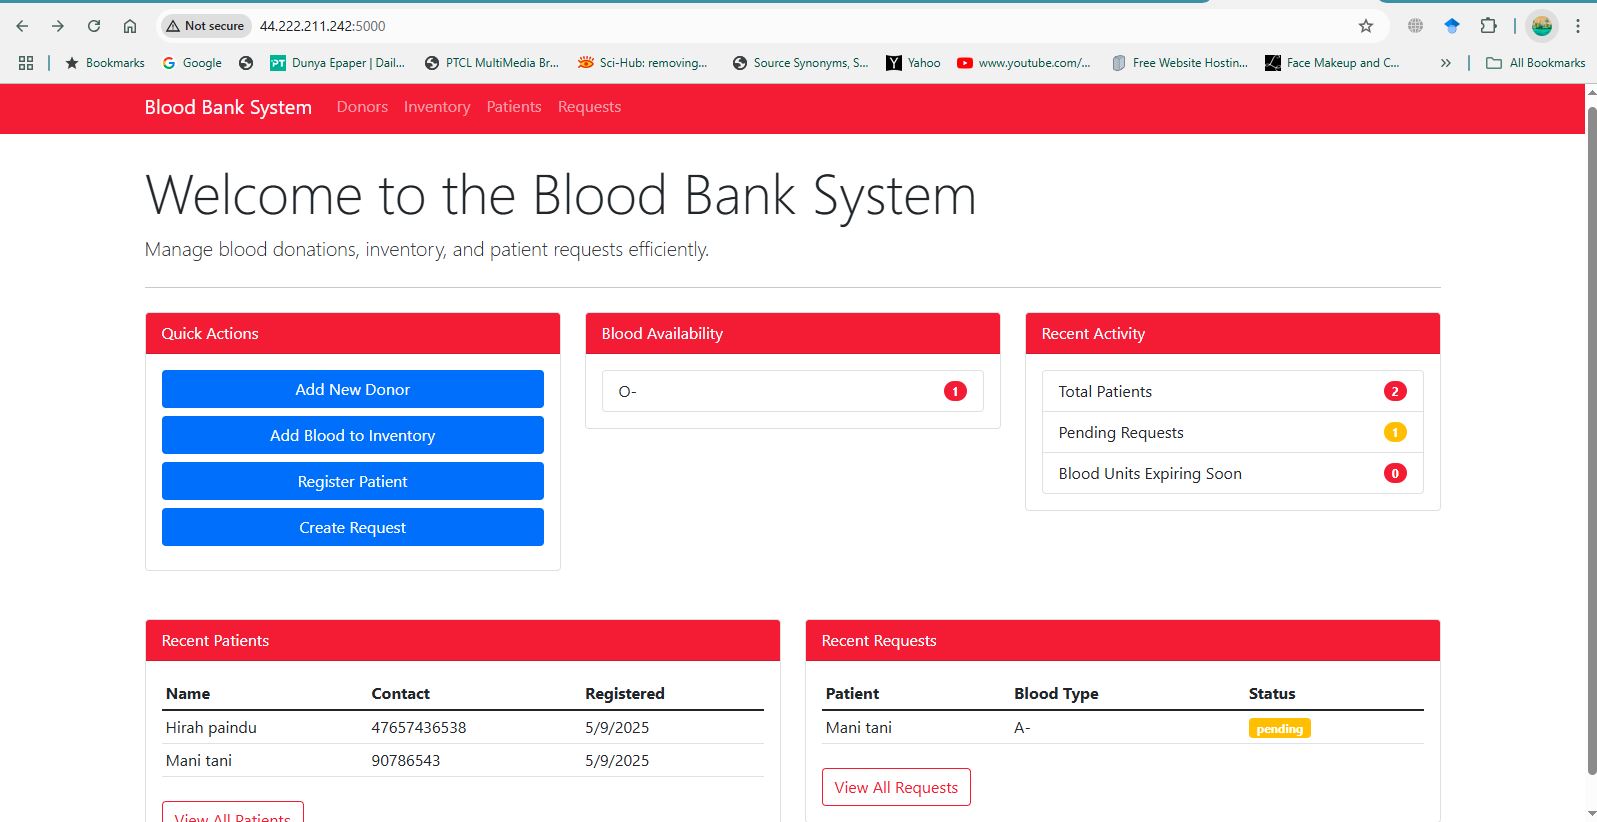 Not secure 44.222.211.242:5000
Bookmarks Google Dunya Epaper | Dail... PTCL MultiMedia Br... Sci-Hub: removing... Source Synonyms, S... Yahoo www.youtube.com/... Free Website Hostin... Face Makeup and C... » All Bookmarks
Blood Bank System Donors Inventory Patients Requests
Welcome to the Blood Bank System
Manage blood donations, inventory, and patient requests efficiently.
Quick Actions
Add New Donor
Add Blood to Inventory
Register Patient
Create Request
Blood Availability
O- 1
Recent Activity
Total Patients 2
Pending Requests 1
Blood Units Expiring Soon 0
Recent Patients
Name Contact Registered
Hirah paindu 47657436538 5/9/2025
Mani tani 90786543 5/9/2025
View All Patients
Recent Requests
Patient Blood Type Status
Mani tani A- pending
View All Requests